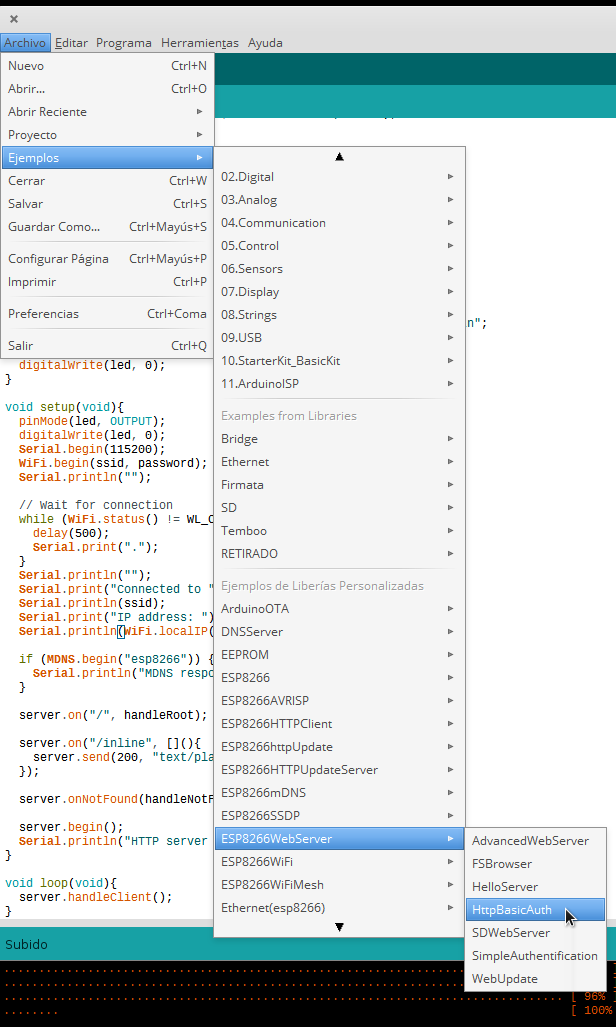 Archivo Editar Programa Herramientas Ayuda
Nuevo Ctrl+N
Abrir... Ctrl+O
Abrir Reciente
Proyecto
Ejemplos
Cerrar Ctrl+W
Salvar Ctrl+S
Guardar Como... Ctrl+Mayús+S
Configurar Página Ctrl+Mayús+P
Imprimir Ctrl+P
Preferencias Ctrl+Coma
Salir Ctrl+Q
02.Digital
03.Analog
04.Communication
05.Control
06.Sensors
07.Display
08.Strings
09.USB
10.StarterKit_BasicKit
11.ArduinoISP
Examples from Libraries
Bridge
Ethernet
Firmata
SD
Temboo
RETIRADO
Ejemplos de Liberías Personalizadas
ArduinoOTA
DNSServer
EEPROM
ESP8266
ESP8266AVRISP
ESP8266HTTPClient
ESP8266httpUpdate
ESP8266HTTPUpdateServer
ESP8266mDNS
ESP8266SSDP
ESP8266WebServer
ESP8266WiFi
ESP8266WiFiMesh
Ethernet(esp8266)
AdvancedWebServer
FSBrowser
HelloServer
HttpBasicAuth
SDWebServer
SimpleAuthentification
WebUpdate
n";
digitalWrite(led, 0);
}
void setup(void){
pinMode(led, OUTPUT);
digitalWrite(led, 0);
Serial.begin(115200);
WiFi.begin(ssid, password);
Serial.println("");
// Wait for connection
while (WiFi.status() != WL_C
delay(500);
Serial.print(".");
}
Serial.println("");
Serial.print("Connected to "
Serial.println(ssid);
Serial.print("IP address: ")
Serial.println(WiFi.localIP(
if (MDNS.begin("esp8266")) {
Serial.println("MDNS respo
}
server.on("/", handleRoot);
server.on("/inline", [](){
server.send(200, "text/pla
});
server.onNotFound(handleNotF
server.begin();
Serial.println("HTTP server
}
void loop(void){
server.handleClient();
}
Subido
[ 96%
[ 100%